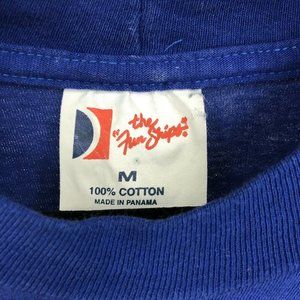 the
"Fun Ships."
M
100% COTTON
MADE IN PANAMA